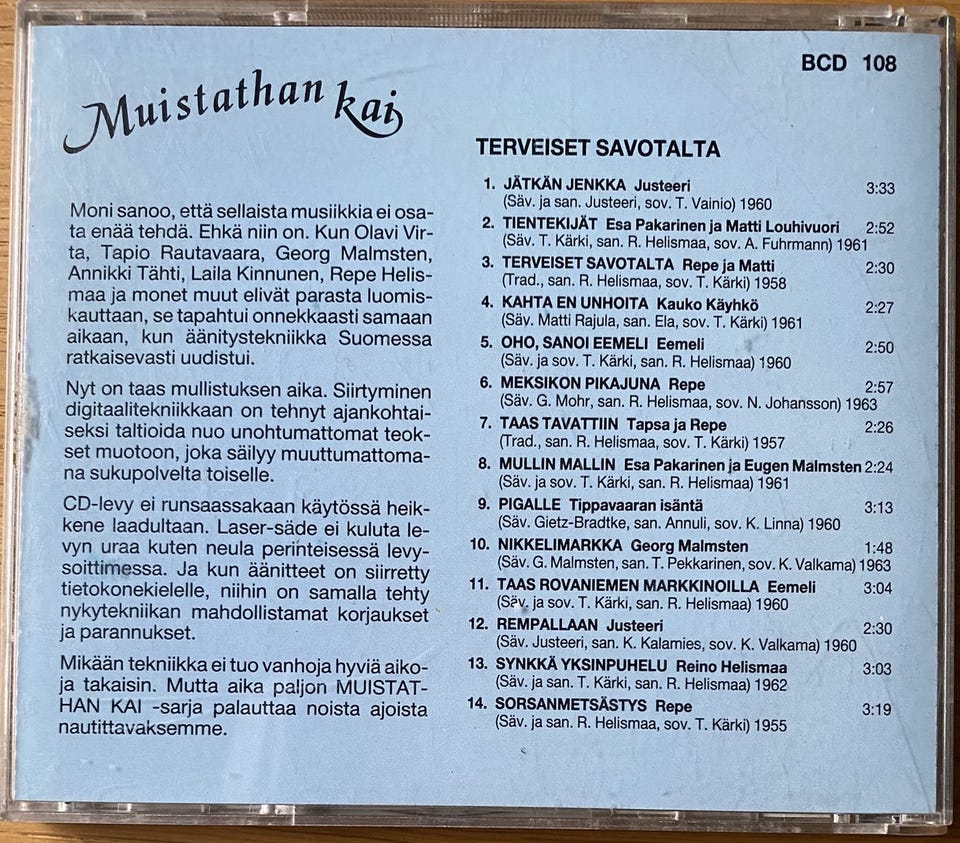 Muistathan kai
Moni sanoo, että sellaista musiikkia ei osa-
ta enää tehdä. Ehkä niin on. Kun Olavi Vir-
ta, Tapio Rautavaara, Georg Malmsten,
Annikki Tähti, Laila Kinnunen, Repe Helis-
maa ja monet muut elivät parasta luomis-
kauttaan, se tapahtui onnekkaasti samaan
aikaan, kun äänitystekniikka Suomessa
ratkaisevasti uudistui.
Nyt on taas mullistuksen aika. Siirtyminen
digitaalitekniikkaan on tehnyt ajankohtai-
seksi taltioida nuo unohtumattomat teok-
set muotoon, joka säilyy muuttumattoma-
na sukupolvelta toiselle.
CD-levy ei runsaassakaan käytössä heik-
kene laadultaan. Laser-säde ei kuluta le-
vyn uraa kuten neula perinteisessä levy-
soittimessa. Ja kun äänitteet on siirretty
tietokonekielelle, niihin on samalla tehty
nykytekniikan mahdollistamat korjaukset
ja parannukset.
Mikään tekniikka ei tuo vanhoja hyviä aiko-
ja takaisin. Mutta aika paljon MUISTAT-
HAN KAI -sarja palauttaa noista ajoista
nautittavaksemme.
BCD 108
TERVEISET SAVOTALTA
1. JÄTKÄN JENKKA Justeeri 3:33
(Säv. ja san. Justeeri, sov. T. Vainio) 1960
2. TIENTEKIJÄT Esa Pakarinen ja Matti Louhivuori 2:52
(Säv. T. Kärki, san. R. Helismaa, sov. A. Fuhrmann) 1961
3. TERVEISET SAVOTALTA Repe ja Matti 2:30
(Trad., san. R. Helismaa, sov. T. Kärki) 1958
4. KAHTA EN UNHOITA Kauko Käyhkö 2:27
(Säv. Matti Rajula, san. Ela, sov. T. Kärki) 1961
5. OHO, SANOI EEMELI Eemeli 2:50
(Säv. ja sov. T. Kärki, san. R. Helismaa) 1960
6. MEKSIKON PIKAJUNA Repe 2:57
(Säv. G. Mohr, san. R. Helismaa, sov. N. Johansson) 1963
7. TAAS TAVATTIIN Tapsa ja Repe 2:26
(Trad., san. R. Helismaa, sov. T. Kärki) 1957
8. MULLIN MALLIN Esa Pakarinen ja Eugen Malmsten 2:24
(Säv. ja sov. T. Kärki, san. R. Helismaa) 1961
9. PIGALLE Tippavaaran isäntä 3:13
(Säv. Gietz-Bradtke, san. Annuli, sov. K. Linna) 1960
10. NIKKELIMARKKA Georg Malmsten 1:48
(Säv. G. Malmsten, san. T. Pekkarinen, sov. K. Valkama) 1963
11. TAAS ROVANIEMEN MARKKINOILLA Eemeli 3:04
(Säv. ja sov. T. Kärki, san. R. Helismaa) 1960
12. REMPALLAAN Justeeri 2:30
(Säv. Justeeri, san. K. Kalamies, sov. K. Valkama) 1960
13. SYNKKÄ YKSINPUHELU Reino Helismaa 3:03
(Säv. ja san. T. Kärki, san. R. Helismaa) 1962
14. SORSANMETSÄSTYS Repe 3:19
(Säv. ja san. R. Helismaa, sov. T. Kärki) 1955